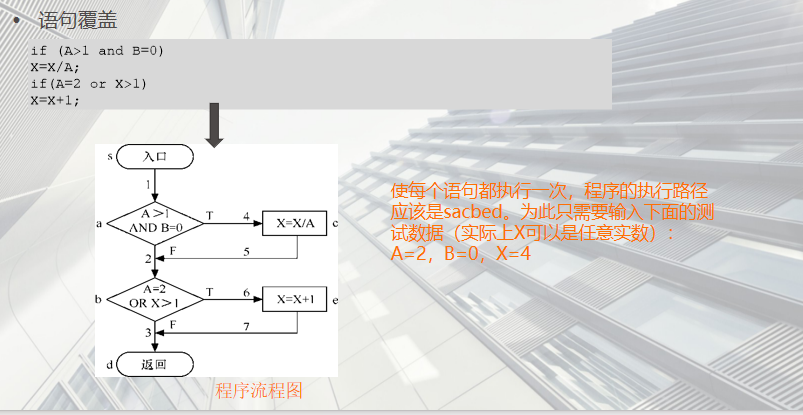 • 语句覆盖
if (A>1 and B=0)
X=X/A;
if(A=2 or X>1)
X=X+1;
s
入口
1
a
A＞1
AND B=0
T
4
X=X/A
c
F
5
2
b
A=2
OR X＞1
T
6
X=X+1
e
F
7
3
d
返回
程序流程图
使每个语句都执行一次，程序的执行路径
应该是sacbed。为此只需要输入下面的测
试数据（实际上X可以是任意实数）：
A=2，B=0，X=4